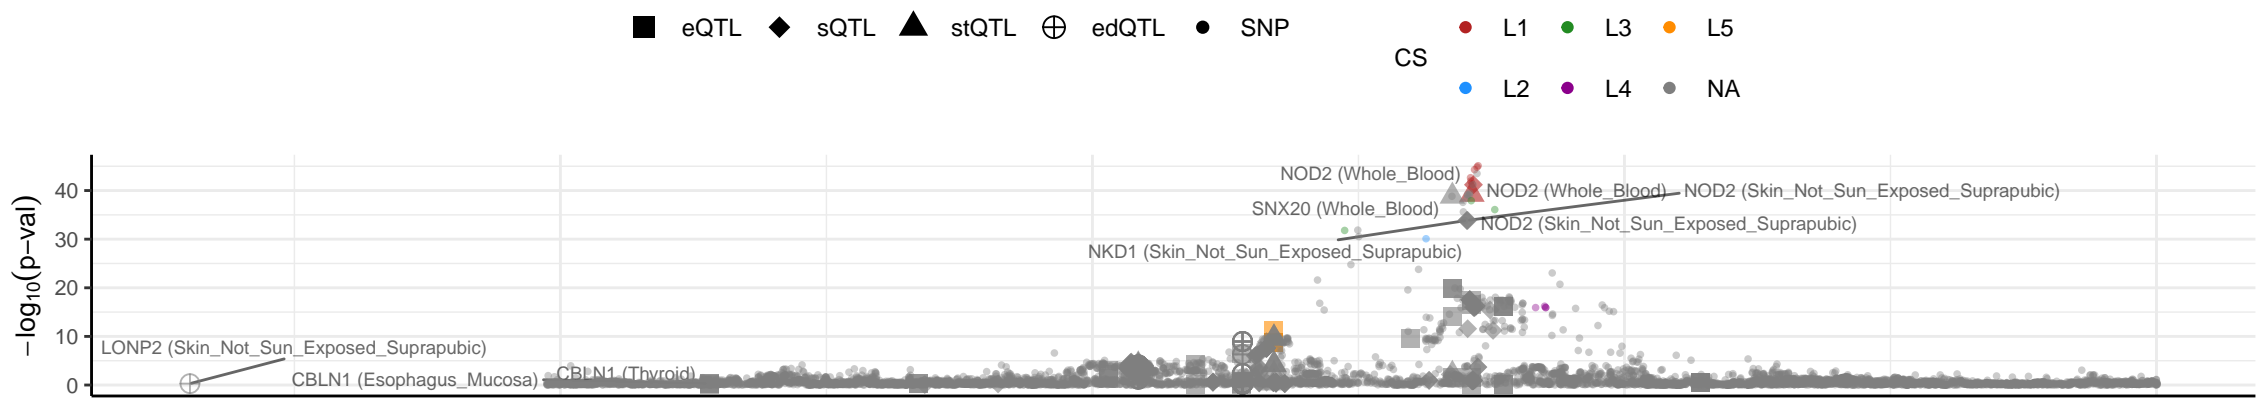 eQTL sQTL stQTL edQTL SNP
CS
L1 L3 L5
L2 L4 NA
−log10(p−val)
40
30
20
10
0
NOD2 (Whole_Blood)
NOD2 (Whole_Blood)
NOD2 (Skin_Not_Sun_Exposed_Suprapubic)
SNX20 (Whole_Blood)
NOD2 (Skin_Not_Sun_Exposed_Suprapubic)
NKD1 (Skin_Not_Sun_Exposed_Suprapubic)
LONP2 (Skin_Not_Sun_Exposed_Suprapubic)
CBLN1 (Esophagus_Mucosa)
CBLN1 (Thyroid)